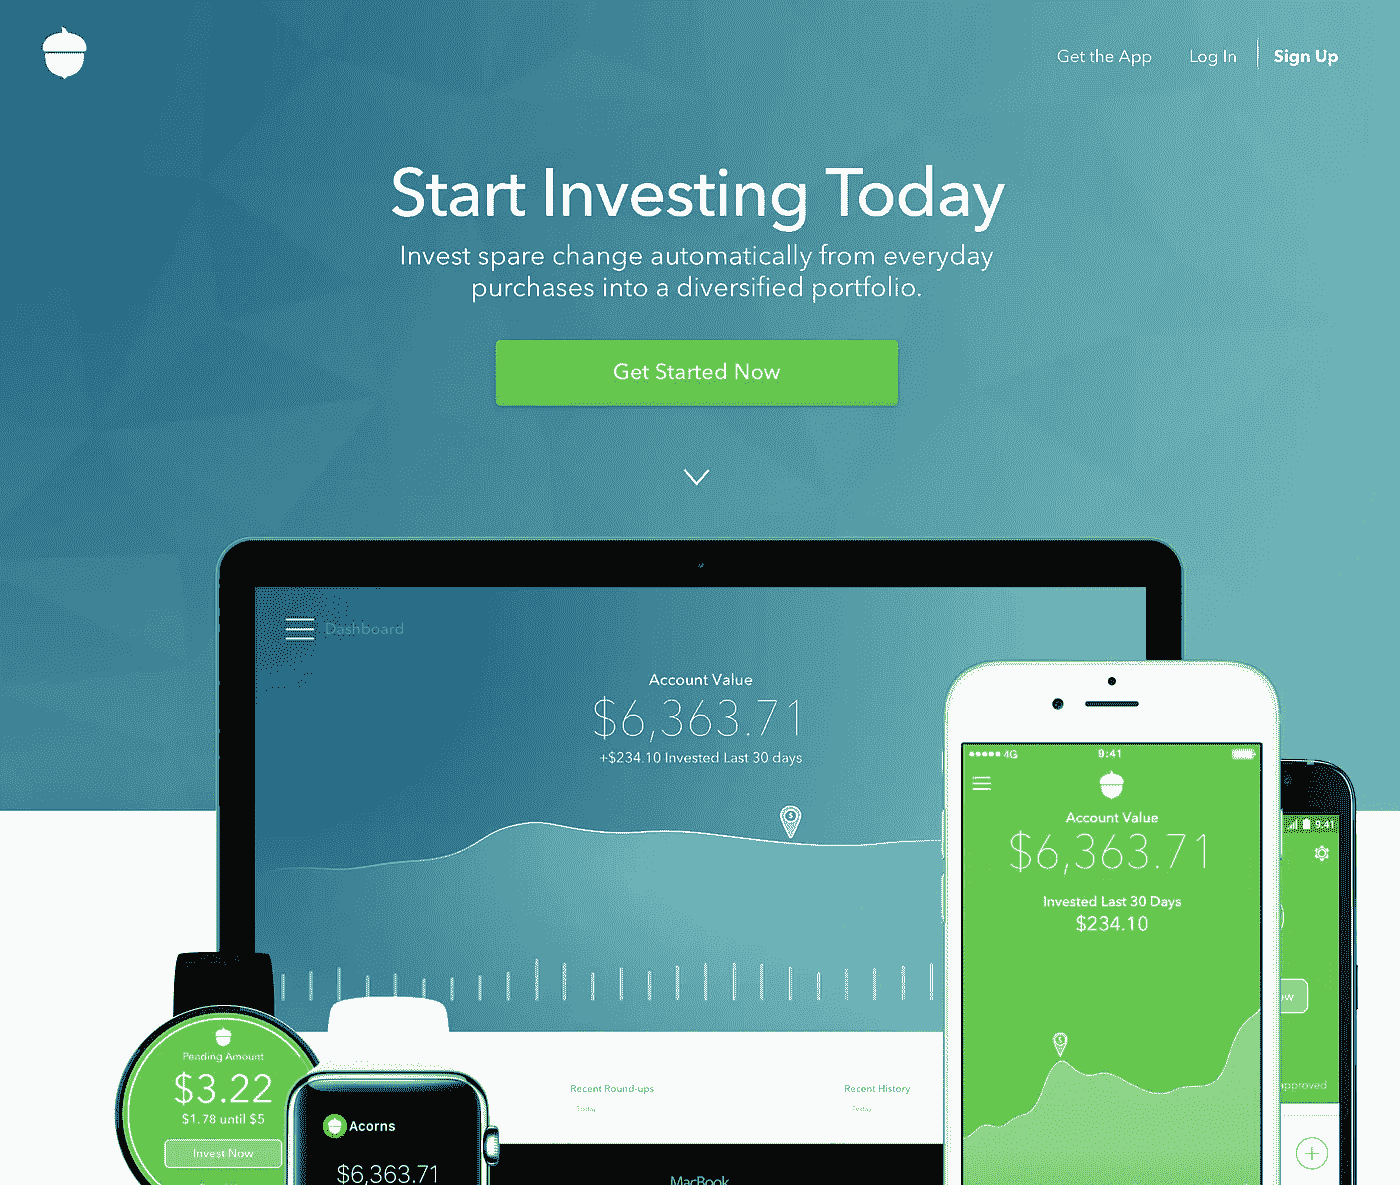 Get the App
Log In
Sign Up
Start Investing Today
Invest spare change automatically from everyday
purchases into a diversified portfolio.
Get Started Now
Dashboard
Account Value
$6,363.71
+$234.10 Invested Last 30 days
Recent Round-ups
Today
Recent History
Today
MacBook
4G
9:41
Account Value
$6,363.71
Invested Last 30 Days
$234.10
9:41
approved
Pending Amount
$3.22
$1.78 until $5
Invest Now
Acorns
$6,363.71